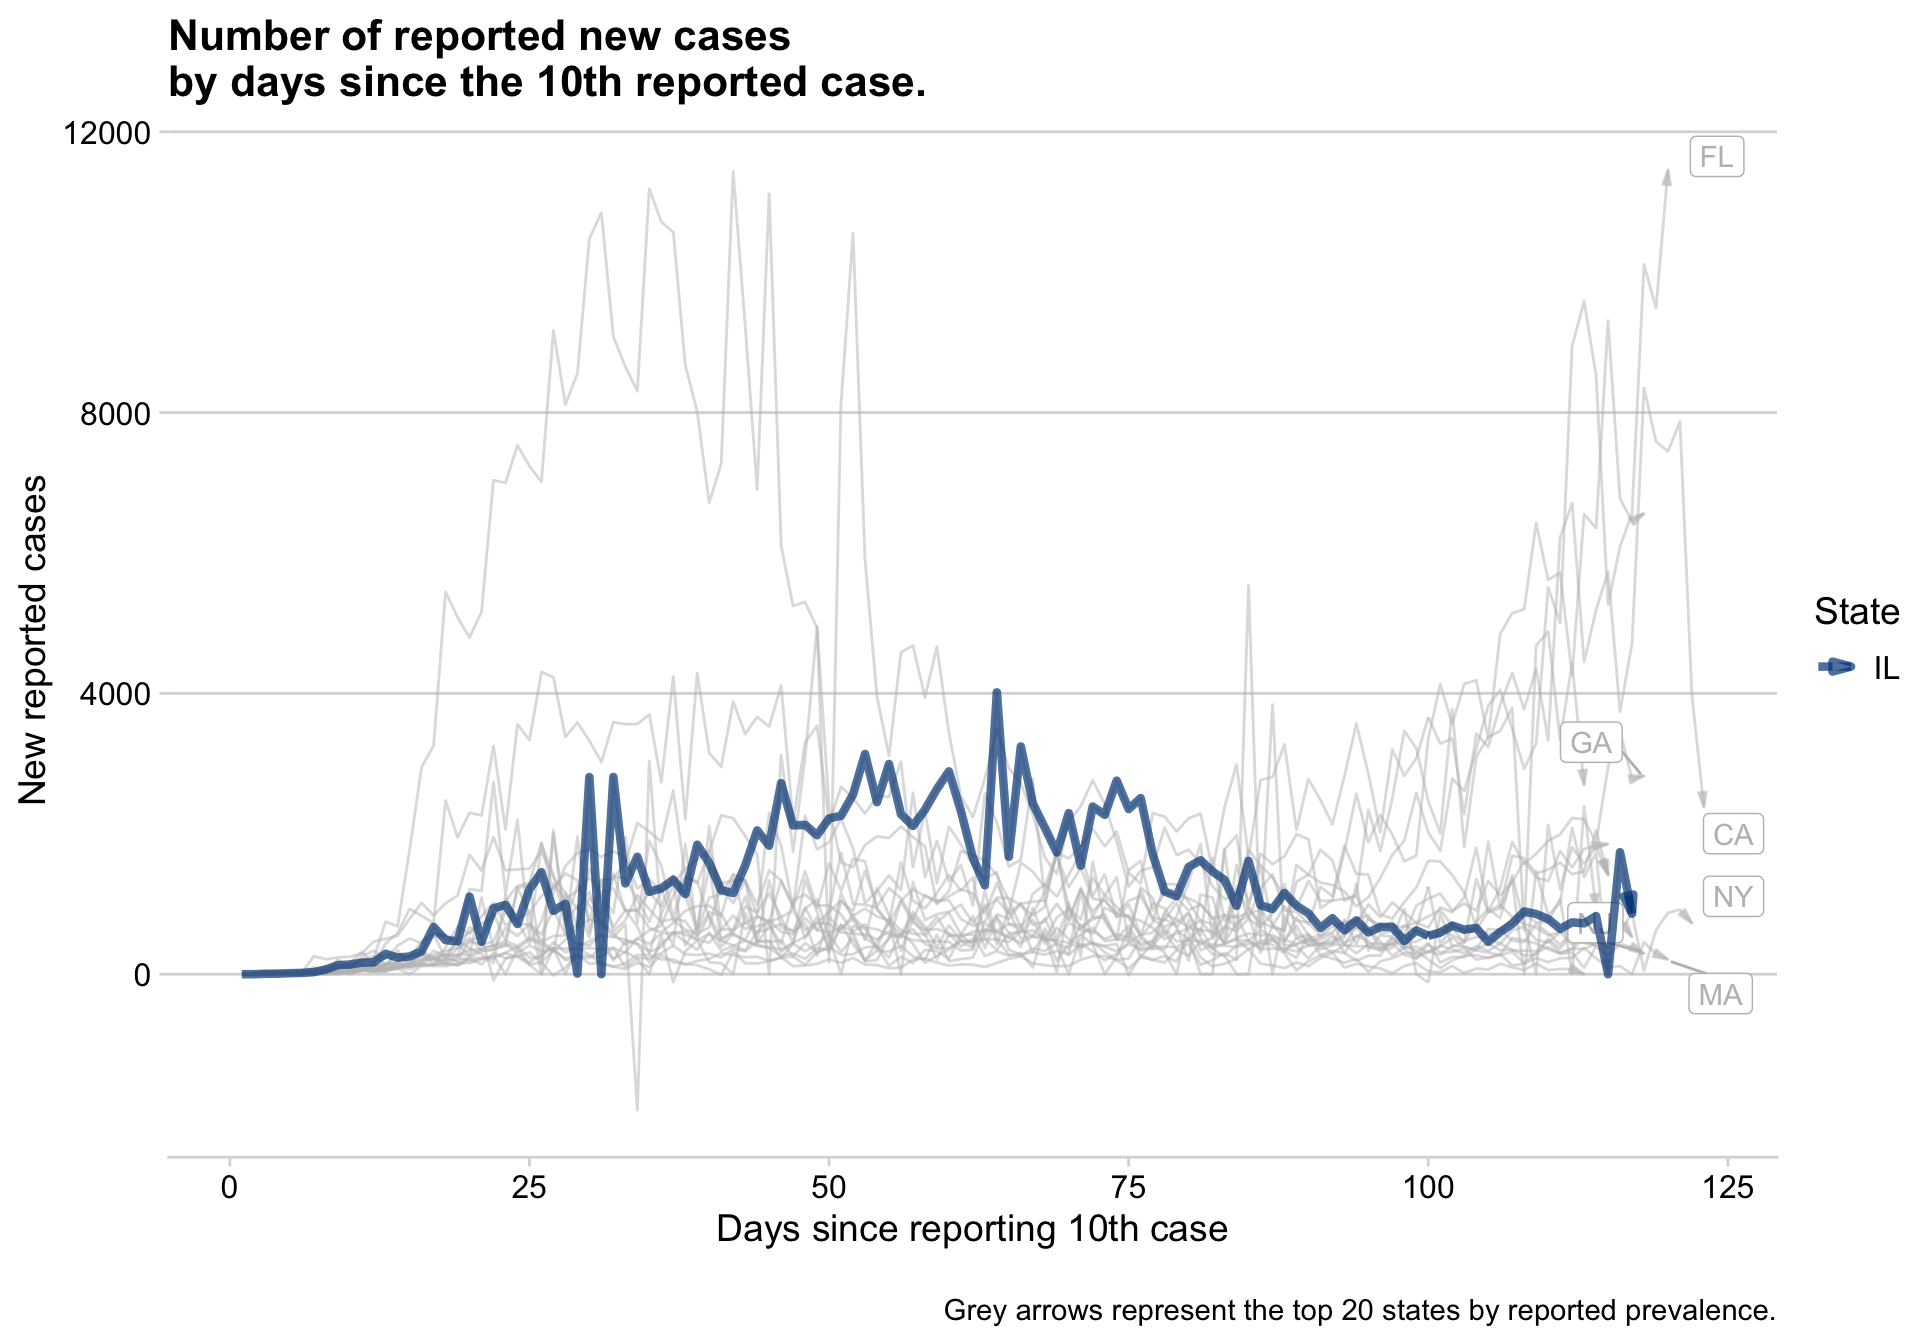 Number of reported new cases
by days since the 10th reported case.
12000
8000
4000
0
New reported cases
FL
GA
CA
NY
MA
State
IL
0 25 50 75 100 125
Days since reporting 10th case
Grey arrows represent the top 20 states by reported prevalence.